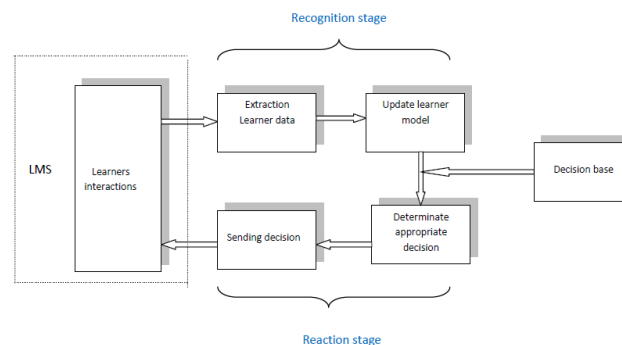 Recognition stage
Extraction
Learner data
Update learner
model
LMS
Learners
interactions
Decision base
Sending decision
Determinate
appropriate
decision
Reaction stage